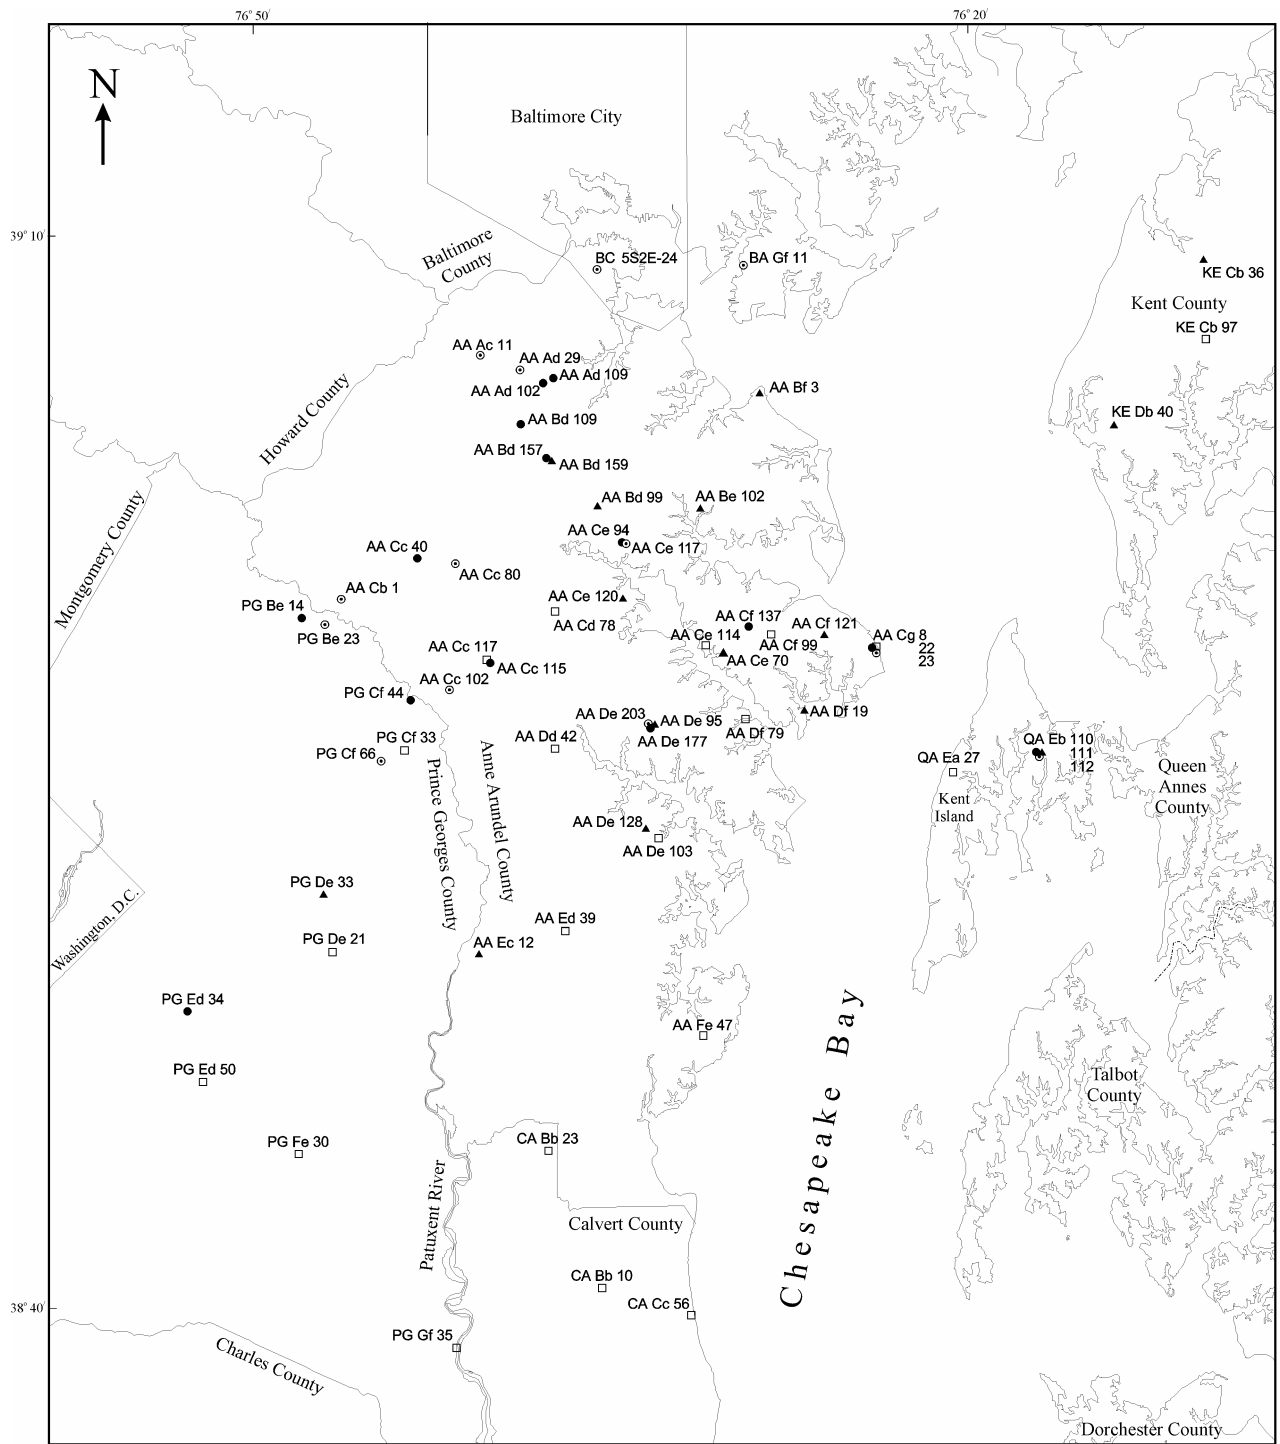 76° 50′
76° 20′
N
Baltimore City
39° 10′
Baltimore
County
BC 5S2E-24
BA Gf 11
KE Cb 36
Kent County
KE Cb 97
AA Ac 11
AA Ad 29
AA Ad 109
AA Ad 102
AA Bf 3
KE Db 40
Howard County
AA Bd 109
AA Bd 157
AA Bd 159
Montgomery County
AA Bd 99
AA Be 102
AA Ce 94
AA Ce 117
AA Cc 40
AA Cc 80
AA Cb 1
AA Ce 120
PG Be 14
AA Cd 78
AA Cf 137
AA Cf 121
PG Be 23
AA Ce 114
AA Cf 99
AA Cg 8
22
23
AA Cc 117
AA Ce 70
AA Cc 115
AA Cc 102
PG Cf 44
AA De 203
AA De 95
AA Df 19
PG Cf 33
AA Dd 42
AA De 177
AA Df 79
QA Eb 110
111
112
PG Cf 66
QA Ea 27
Queen
Annes
County
Kent
Island
Prince Georges County
Anne Arundel County
AA De 128
AA De 103
PG De 33
Washington, D.C.
AA Ed 39
PG De 21
AA Ec 12
PG Ed 34
AA Fe 47
PG Ed 50
Talbot
County
Chesapeake Bay
PG Fe 30
CA Bb 23
Patuxent River
Calvert County
CA Bb 10
CA Cc 56
38° 40′
PG Gf 35
Charles County
Dorchester County